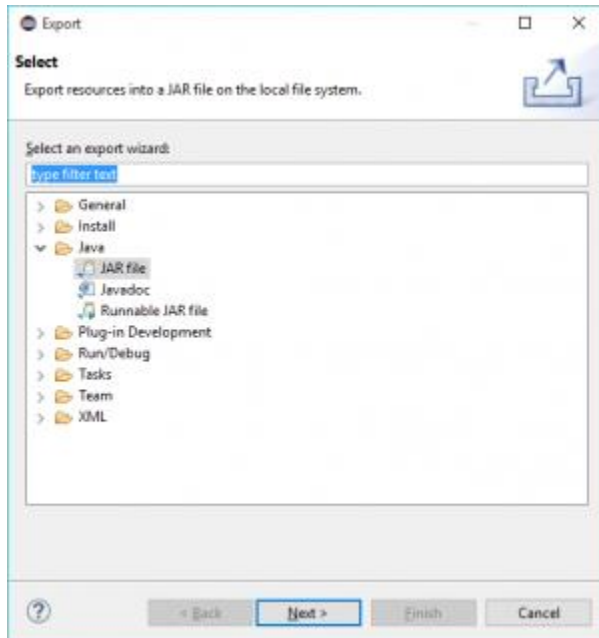 Export
Select
Export resources into a JAR file on the local file system.
Select an export wizard:
type filter text
General
Install
Java
JAR file
Javadoc
Runnable JAR file
Plug-in Development
Run/Debug
Tasks
Team
XML
< Back Next > Finish Cancel